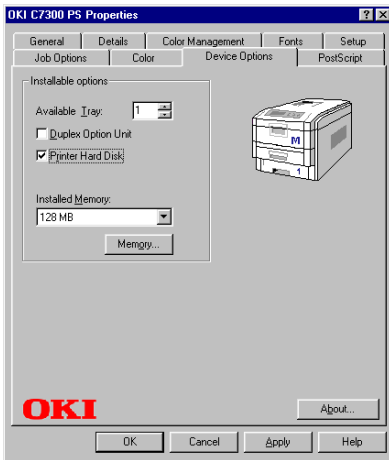 OKI C7300 PS Properties
General Details Color Management Fonts Setup
Job Options Color Device Options PostScript
Installable options
Available Tray: 1
Duplex Option Unit
Printer Hard Disk
Installed Memory:
128 MB
Memory...
M
1
OKI
About...
OK Cancel Apply Help